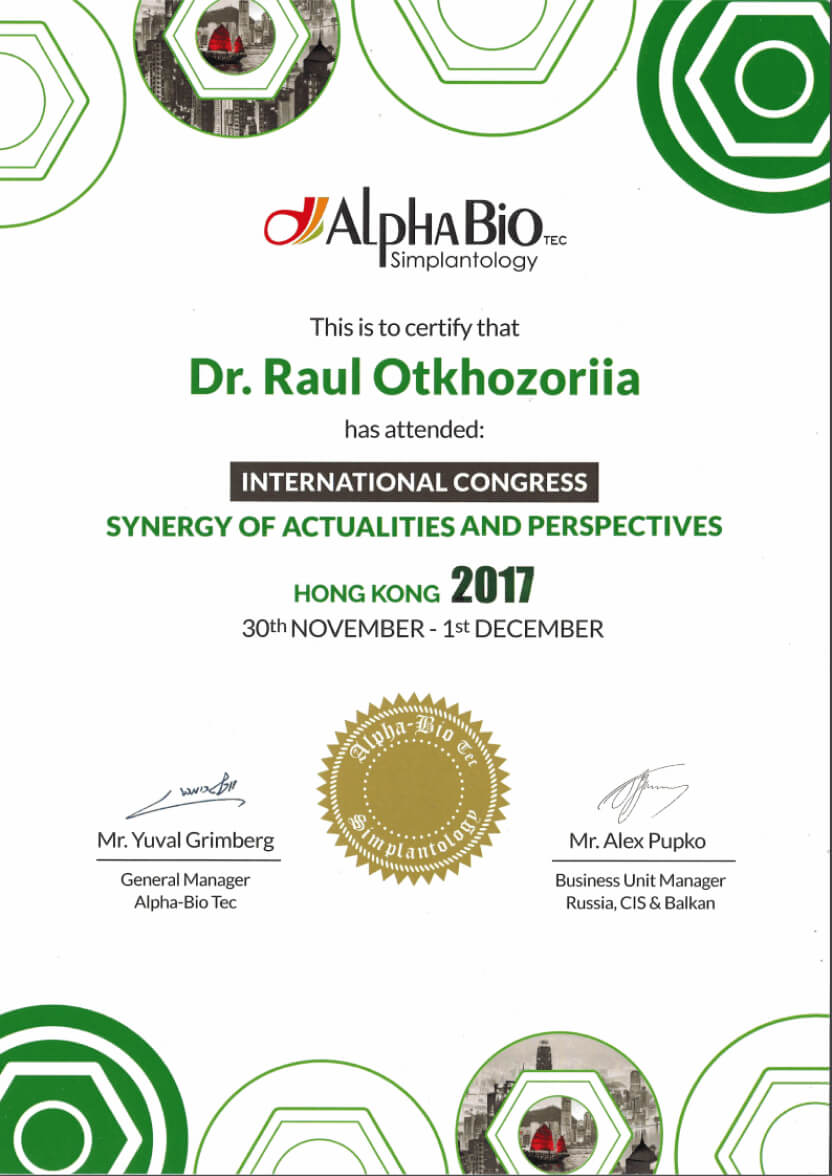 AlphaBio TEC
Simplantology
This is to certify that
Dr. Raul Otkhozoriia
has attended:
INTERNATIONAL CONGRESS
SYNERGY OF ACTUALITIES AND PERSPECTIVES
HONG KONG 2017
30th NOVEMBER - 1st DECEMBER
Alpha-Bio Tec
Simplantology
Mr. Yuval Grimberg
General Manager
Alpha-Bio Tec
Mr. Alex Pupko
Business Unit Manager
Russia, CIS & Balkan